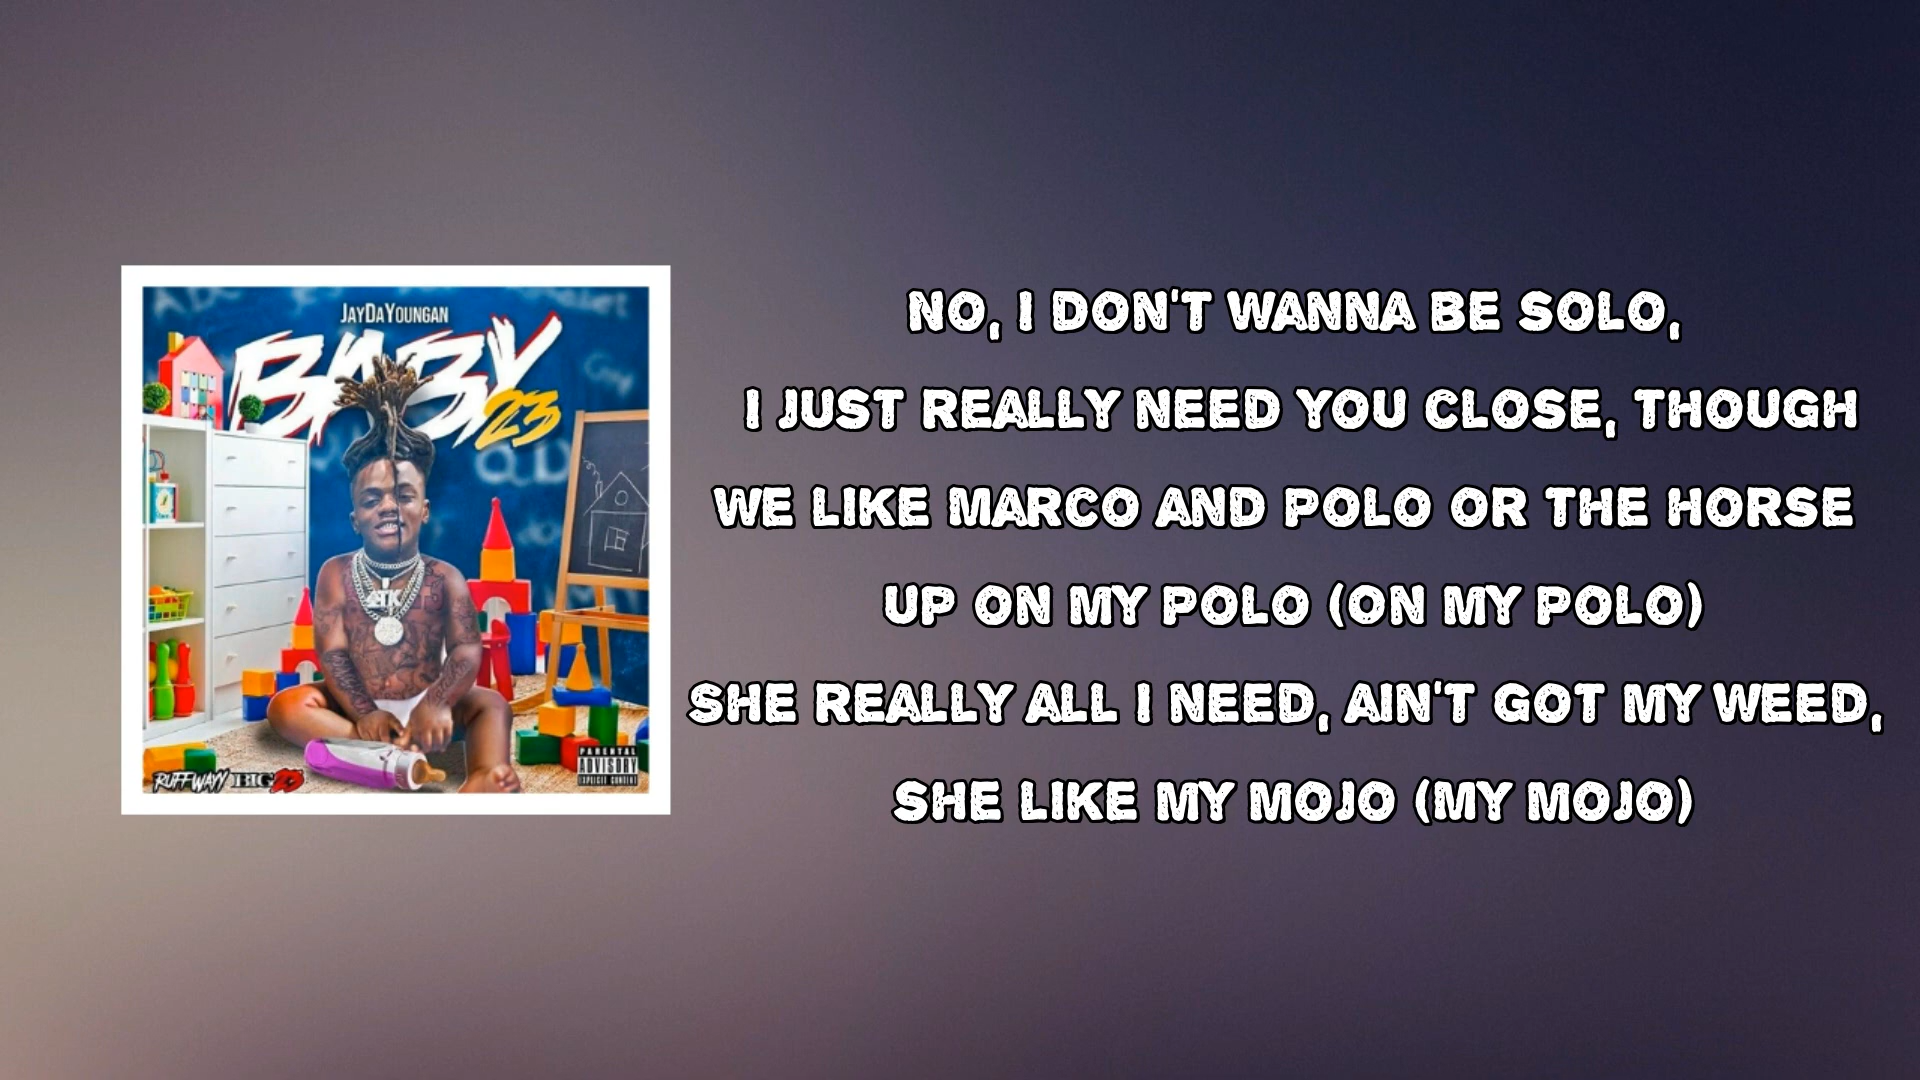 JAYDAYOUNGAN
BABY
23
ATK
RUFFWAYY BIG 23
PARENTAL
ADVISORY
EXPLICIT CONTENT
NO, I DON'T WANNA BE SOLO,
I JUST REALLY NEED YOU CLOSE, THOUGH
WE LIKE MARCO AND POLO OR THE HORSE
UP ON MY POLO (ON MY POLO)
SHE REALLY ALL I NEED, AIN'T GOT MY WEED,
SHE LIKE MY MOJO (MY MOJO)